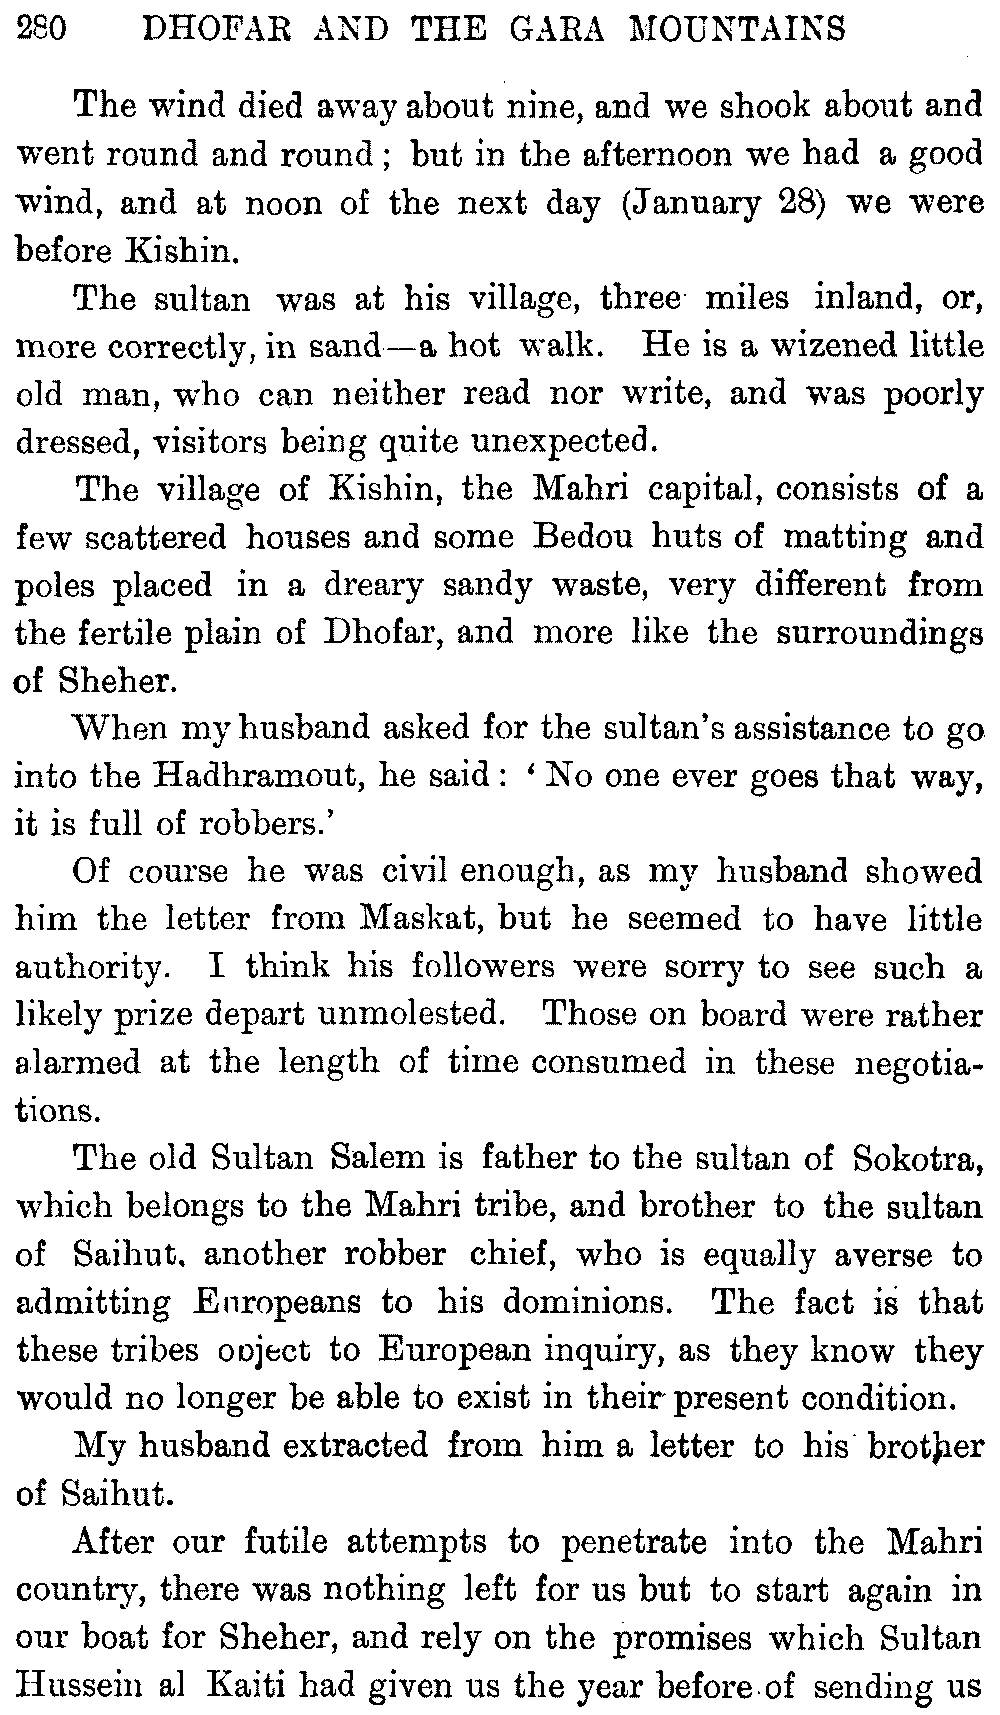 280 DHOFAR AND THE GARA MOUNTAINS
The wind died away about nine, and we shook about and
went round and round ; but in the afternoon we had a good
wind, and at noon of the next day (January 28) we were
before Kishin.
The sultan was at his village, three miles inland, or,
more correctly, in sand—a hot walk. He is a wizened little
old man, who can neither read nor write, and was poorly
dressed, visitors being quite unexpected.
The village of Kishin, the Mahri capital, consists of a
few scattered houses and some Bedou huts of matting and
poles placed in a dreary sandy waste, very different from
the fertile plain of Dhofar, and more like the surroundings
of Sheher.
When my husband asked for the sultan's assistance to go
into the Hadhramout, he said : ‘ No one ever goes that way,
it is full of robbers.’
Of course he was civil enough, as my husband showed
him the letter from Maskat, but he seemed to have little
authority. I think his followers were sorry to see such a
likely prize depart unmolested. Those on board were rather
alarmed at the length of time consumed in these negotia-
tions.
The old Sultan Salem is father to the sultan of Sokotra,
which belongs to the Mahri tribe, and brother to the sultan
of Saihut, another robber chief, who is equally averse to
admitting Europeans to his dominions. The fact is that
these tribes object to European inquiry, as they know they
would no longer be able to exist in their present condition.
My husband extracted from him a letter to his brother
of Saihut.
After our futile attempts to penetrate into the Mahri
country, there was nothing left for us but to start again in
our boat for Sheher, and rely on the promises which Sultan
Hussein al Kaiti had given us the year before of sending us